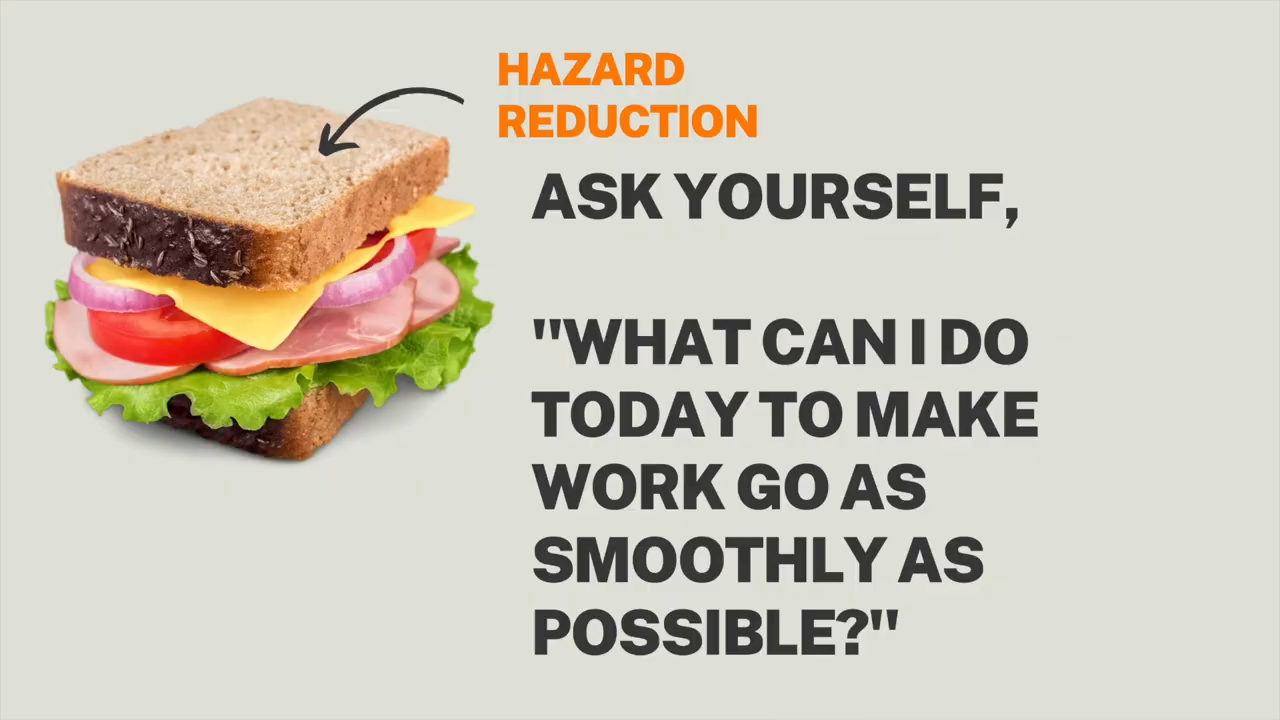 HAZARD
REDUCTION
ASK YOURSELF,
"WHAT CAN I DO
TODAY TO MAKE
WORK GO AS
SMOOTHLY AS
POSSIBLE?"